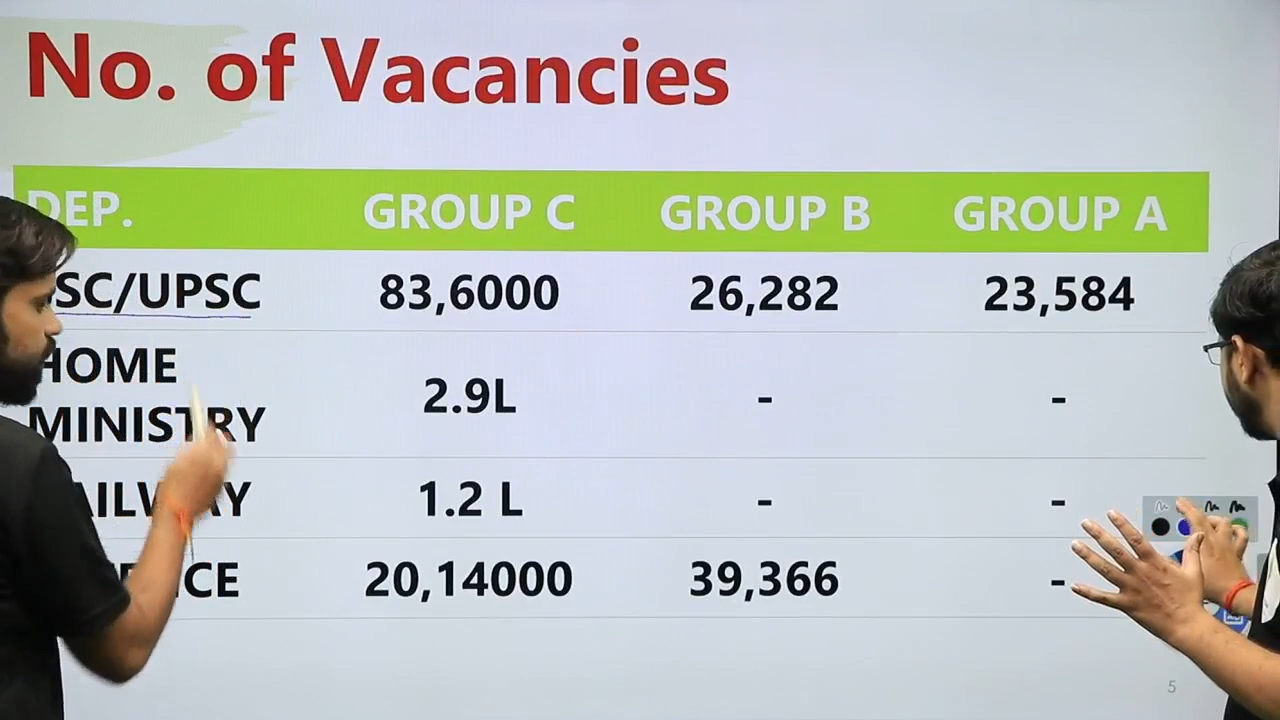 No. of Vacancies
DEP. GROUP C GROUP B GROUP A
SC/UPSC 83,6000 26,282 23,584
HOME
MINISTRY 2.9L - -
RAILWAY 1.2 L - -
20,14000 39,366 -
5